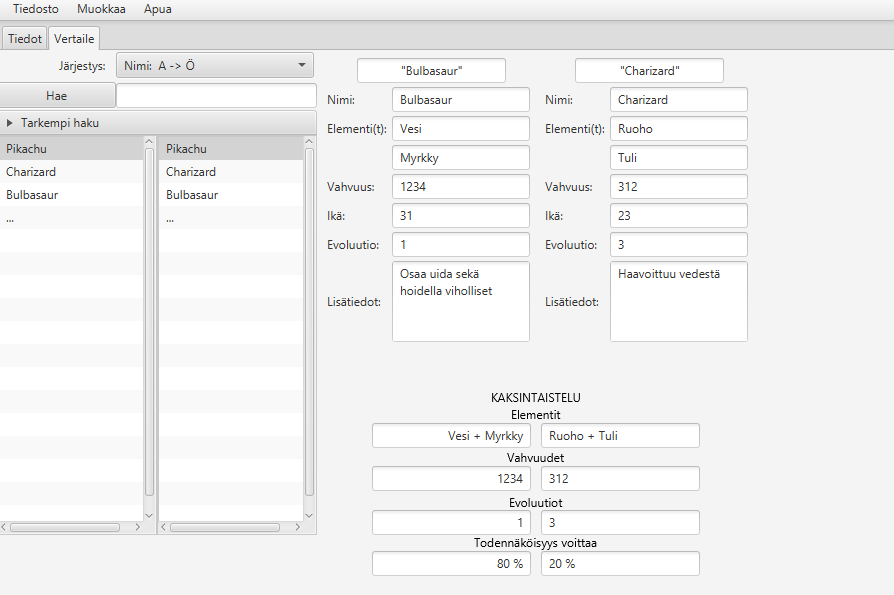 Tiedosto Muokkaa Apua
Tiedot Vertaile
Järjestys: Nimi: A -> Ö
Hae
Tarkempi haku
Pikachu
Charizard
Bulbasaur
...
Pikachu
Charizard
Bulbasaur
...
"Bulbasaur"
Nimi: Bulbasaur
Elementi(t): Vesi
Myrkky
Vahvuus: 1234
Ikä: 31
Evoluutio: 1
Lisätiedot: Osaa uida sekä
hoidella viholliset
"Charizard"
Nimi: Charizard
Elementi(t): Ruoho
Tuli
Vahvuus: 312
Ikä: 23
Evoluutio: 3
Lisätiedot: Haavoittuu vedestä
KAKSINTAISTELU
Elementit
Vesi + Myrkky Ruoho + Tuli
Vahvuudet
1234 312
Evoluutiot
1 3
Todennäköisyys voittaa
80 % 20 %